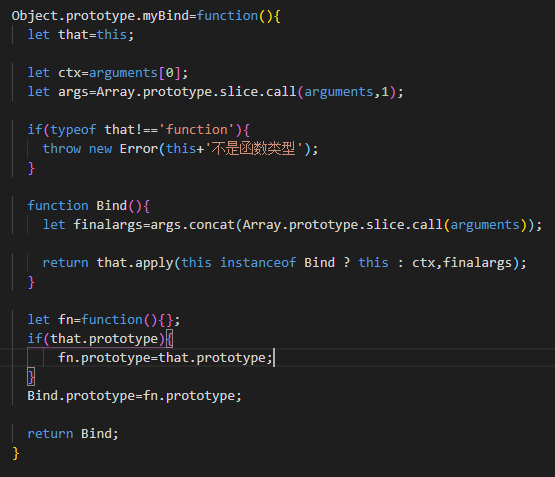 Object.prototype.myBind=function(){
let that=this;
let ctx=arguments[0];
let args=Array.prototype.slice.call(arguments,1);
if(typeof that!=='function'){
throw new Error(this+'不是函数类型');
}
function Bind(){
let finalargs=args.concat(Array.prototype.slice.call(arguments));
return that.apply(this instanceof Bind ? this : ctx,finalargs);
}
let fn=function(){};
if(that.prototype){
fn.prototype=that.prototype;
}
Bind.prototype=fn.prototype;
return Bind;
}